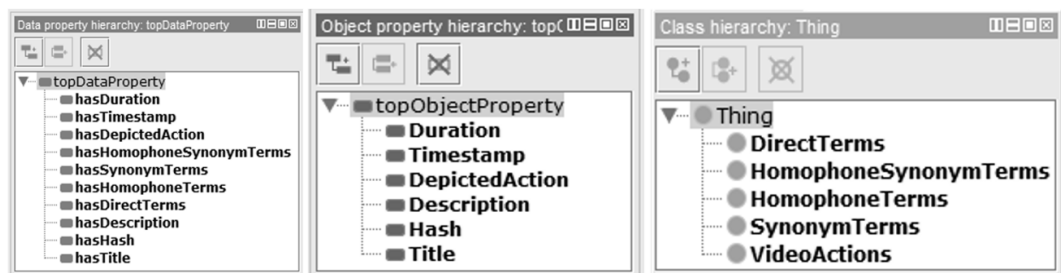 Data property hierarchy: topDataProperty
topDataProperty
hasDuration
hasTimestamp
hasDepictedAction
hasHomophoneSynonymTerms
hasSynonymTerms
hasHomophoneTerms
hasDirectTerms
hasDescription
hasHash
hasTitle
Object property hierarchy: topO
topObjectProperty
Duration
Timestamp
DepictedAction
Description
Hash
Title
Class hierarchy: Thing
Thing
DirectTerms
HomophoneSynonymTerms
HomophoneTerms
SynonymTerms
VideoActions